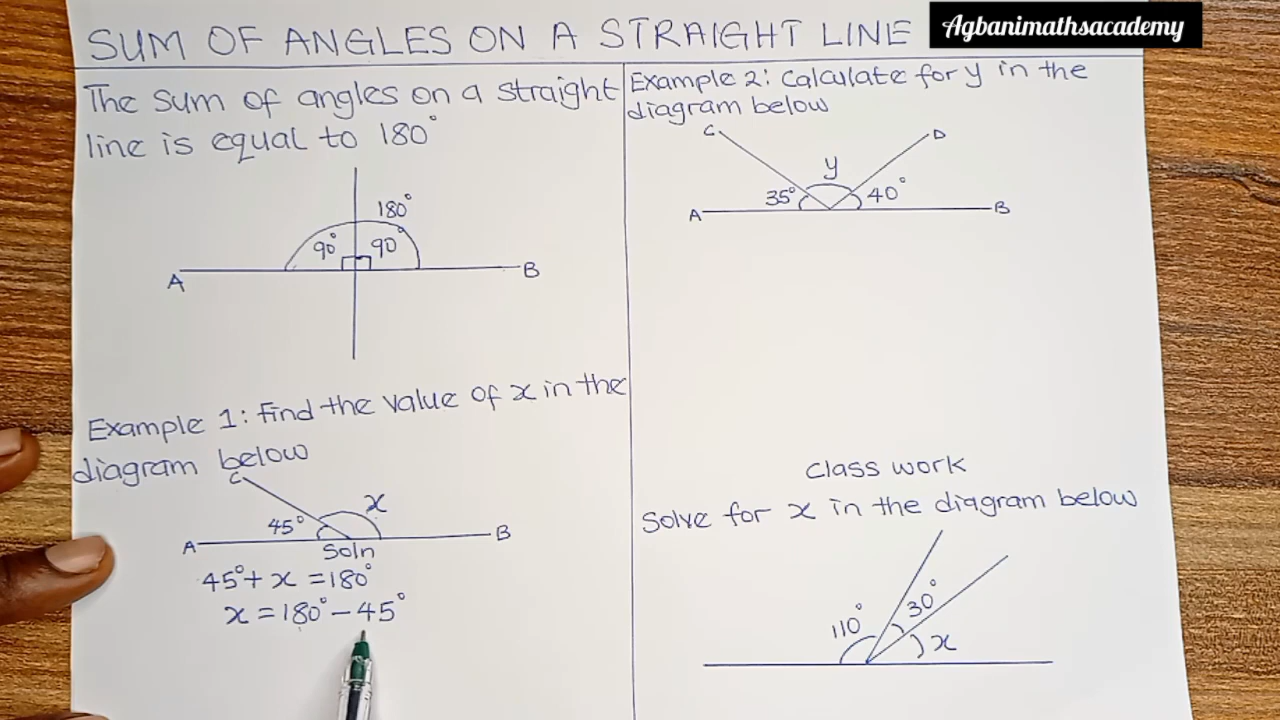 SUM OF ANGLES ON A STRAIGHT LINE
Agbanimathsacademy
The sum of angles on a straight
line is equal to 180°
180°
90° 90°
A B
Example 1: Find the value of x in the
diagram below
C
x
45°
A B
Soln
45° + x = 180°
x = 180° - 45°
Example 2: Calculate for y in the
diagram below
C D
y
35° 40°
A B
Class work
Solve for x in the diagram below
30°
110°
x